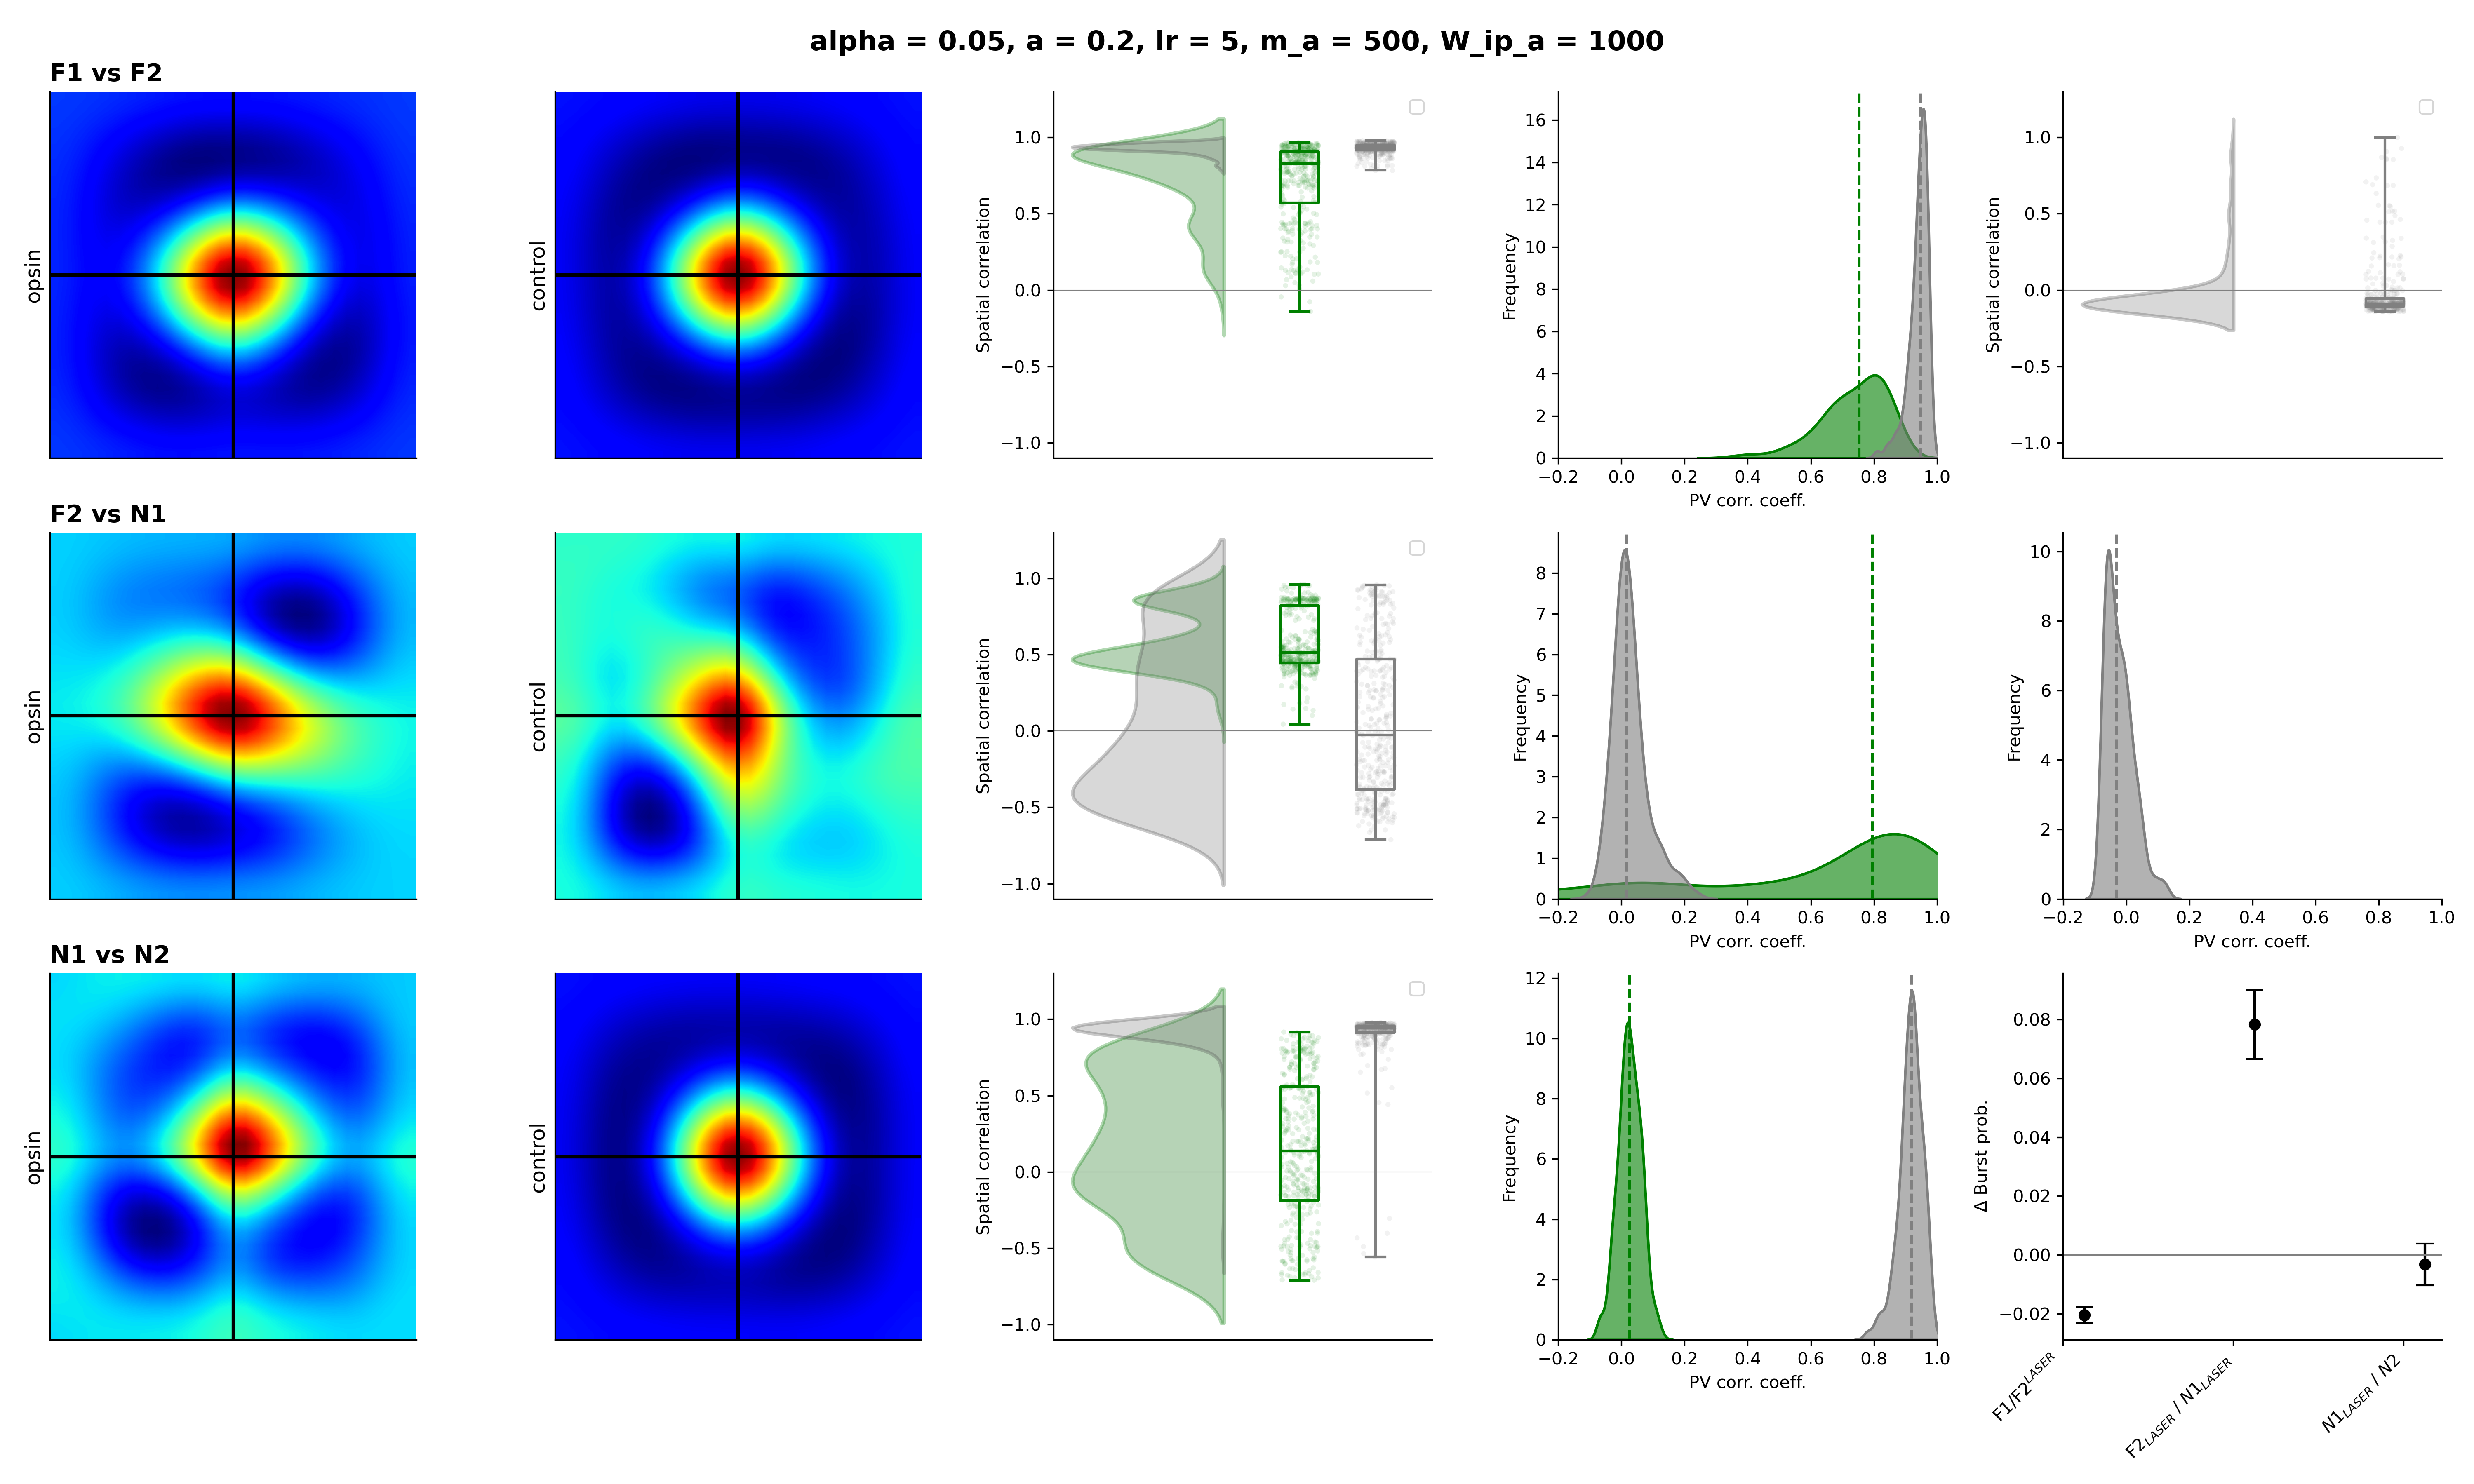 alpha = 0.05, a = 0.2, lr = 5, m_a = 500, W_ip_a = 1000
F1 vs F2
opsin
control
Spatial correlation
1.0
0.5
0.0
−0.5
−1.0
Frequency
16
14
12
10
8
6
4
2
0
−0.2 0.0 0.2 0.4 0.6 0.8 1.0
PV corr. coeff.
Spatial correlation
1.0
0.5
0.0
−0.5
−1.0
F2 vs N1
opsin
control
Spatial correlation
1.0
0.5
0.0
−0.5
−1.0
Frequency
8
7
6
5
4
3
2
1
0
−0.2 0.0 0.2 0.4 0.6 0.8 1.0
PV corr. coeff.
Frequency
10
8
6
4
2
0
−0.2 0.0 0.2 0.4 0.6 0.8 1.0
PV corr. coeff.
N1 vs N2
opsin
control
Spatial correlation
1.0
0.5
0.0
−0.5
−1.0
Frequency
12
10
8
6
4
2
0
−0.2 0.0 0.2 0.4 0.6 0.8 1.0
PV corr. coeff.
Δ Burst prob.
0.08
0.06
0.04
0.02
0.00
−0.02
F1/F2^LASER
F2_LASER / N1_LASER
N1_LASER / N2